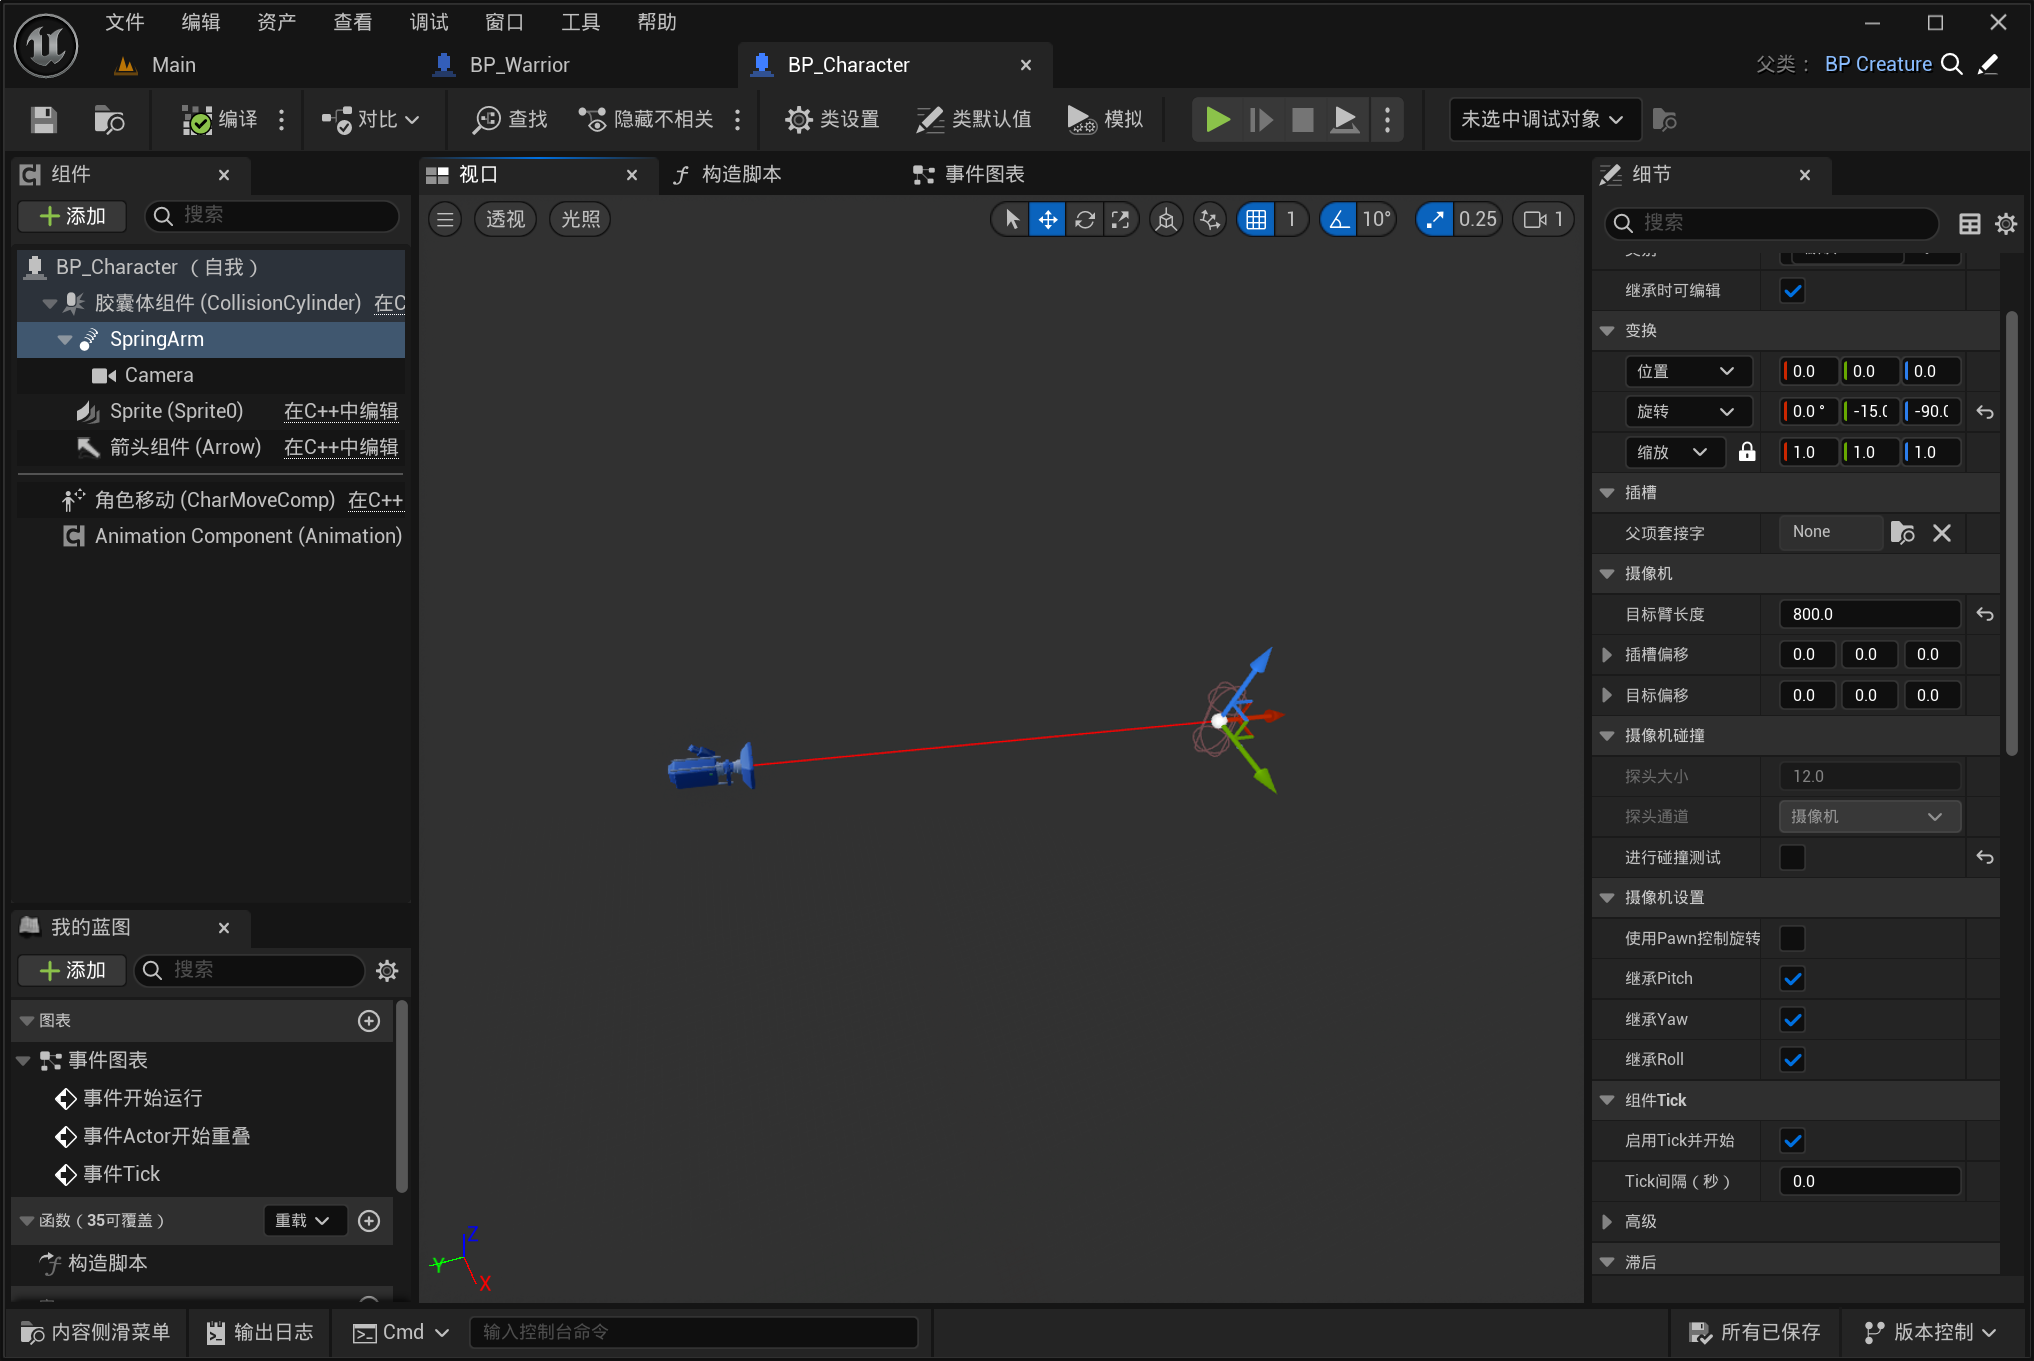 文件 编辑 资产 查看 调试 窗口 工具 帮助
Main BP_Warrior BP_Character 父类： BP Creature
编译 对比 查找 隐藏不相关 类设置 类默认值 模拟 未选中调试对象
组件
添加 搜索
BP_Character （自我）
胶囊体组件 (CollisionCylinder) 在C
SpringArm
Camera
Sprite (Sprite0) 在C++中编辑
箭头组件 (Arrow) 在C++中编辑
角色移动 (CharMoveComp) 在C++
Animation Component (Animation)
我的蓝图
添加 搜索
图表
事件图表
事件开始运行
事件Actor开始重叠
事件Tick
函数（35可覆盖） 重载
构造脚本
视口 构造脚本 事件图表
透视 光照 1 10° 0.25 1
Z
Y
X
细节
搜索
继承时可编辑
变换
位置 0.0 0.0 0.0
旋转 0.0 ° -15.( -90.(
缩放 1.0 1.0 1.0
插槽
父项套接字 None
摄像机
目标臂长度 800.0
插槽偏移 0.0 0.0 0.0
目标偏移 0.0 0.0 0.0
摄像机碰撞
探头大小 12.0
探头通道 摄像机
进行碰撞测试
摄像机设置
使用Pawn控制旋转
继承Pitch
继承Yaw
继承Roll
组件Tick
启用Tick并开始
Tick间隔（秒） 0.0
高级
滞后
内容侧滑菜单 输出日志 Cmd 输入控制台命令 所有已保存 版本控制